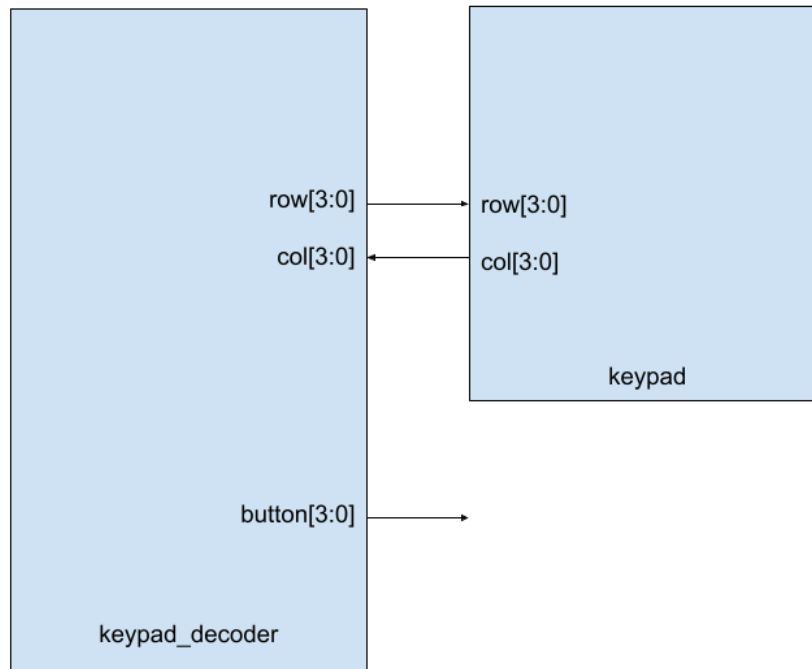 row[3:0]
row[3:0]
col[3:0]
col[3:0]
keypad
button[3:0]
keypad_decoder